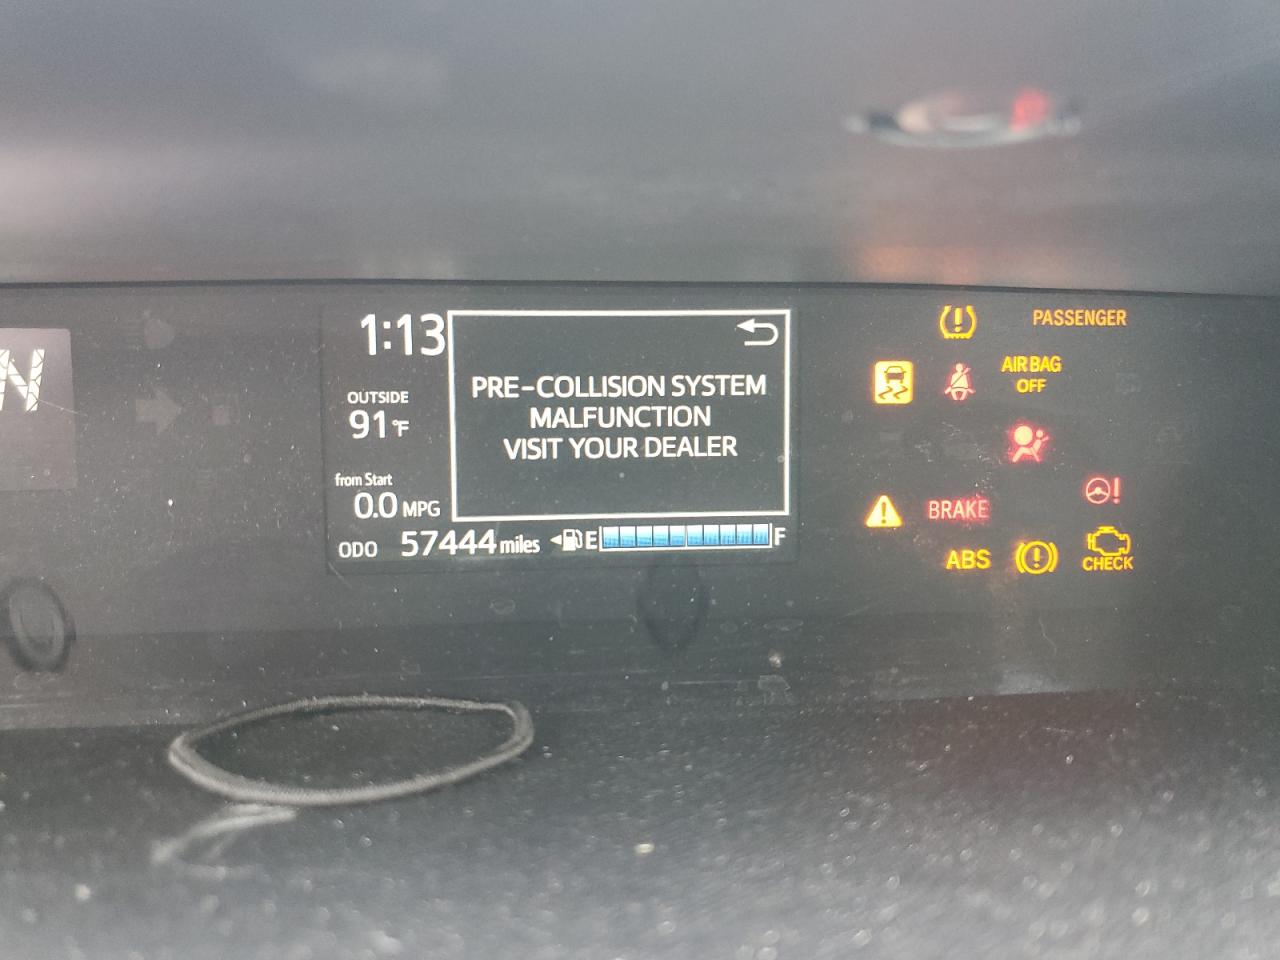 N
1:13
OUTSIDE
91°F
from Start
0.0 MPG
ODO 57444 miles
E F
PRE-COLLISION SYSTEM
MALFUNCTION
VISIT YOUR DEALER
PASSENGER
AIR BAG
OFF
BRAKE
ABS
CHECK